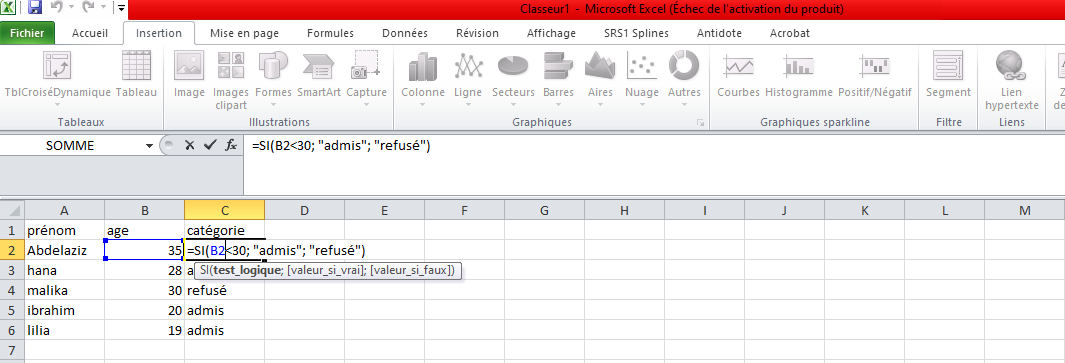 Classeur1 - Microsoft Excel (Échec de l'activation du produit)
Fichier Accueil Insertion Mise en page Formules Données Révision Affichage SRS1 Splines Antidote Acrobat
TblCroiséDynamique Tableau Image Images clipart Formes SmartArt Capture Colonne Ligne Secteurs Barres Aires Nuage Autres Courbes Histogramme Positif/Négatif Segment Lien hypertexte
Tableaux Illustrations Graphiques Graphiques sparkline Filtre Liens
SOMME fx =SI(B2<30; "admis"; "refusé")
A B C D E F G H I J K L M
1 prénom age catégorie
2 Abdelaziz 35 =SI(B2<30; "admis"; "refusé")
SI(test_logique; [valeur_si_vrai]; [valeur_si_faux])
3 hana 28 a
4 malika 30 refusé
5 ibrahim 20 admis
6 lilia 19 admis
7